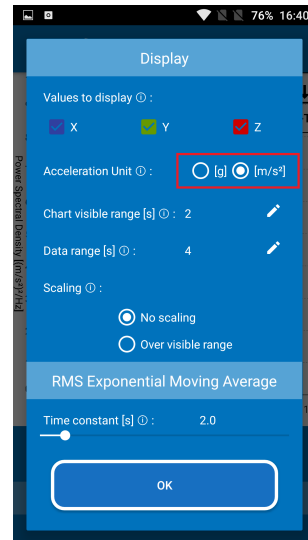 76% 16:40
Display
Values to display ⓘ :
X Y Z
Acceleration Unit ⓘ : [g] [m/s²]
Chart visible range [s] ⓘ : 2
Data range [s] ⓘ : 4
Scaling ⓘ :
No scaling
Over visible range
RMS Exponential Moving Average
Time constant [s] ⓘ : 2.0
OK
Power Spectral Density [(m/s²)²/Hz]